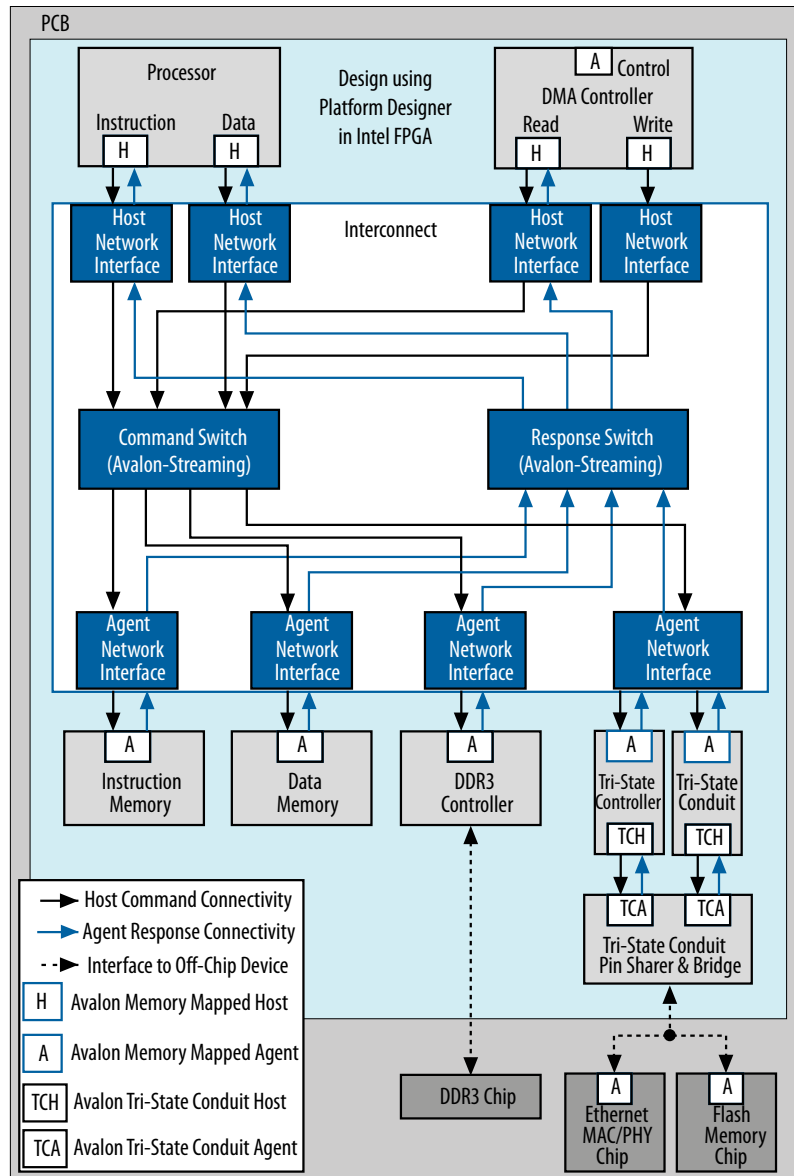 PCB
Processor
Instruction
Data
H
H
Design using
Platform Designer
in Intel FPGA
A
Control
DMA Controller
Read
Write
H
H
Host
Network
Interface
Host
Network
Interface
Interconnect
Host
Network
Interface
Host
Network
Interface
Command Switch
(Avalon-Streaming)
Response Switch
(Avalon-Streaming)
Agent
Network
Interface
Agent
Network
Interface
Agent
Network
Interface
Agent
Network
Interface
A
Instruction
Memory
A
Data
Memory
A
DDR3
Controller
A
Tri-State
Controller
TCH
A
Tri-State
Conduit
TCH
TCA
TCA
Tri-State Conduit
Pin Sharer & Bridge
Host Command Connectivity
Agent Response Connectivity
Interface to Off-Chip Device
H
Avalon Memory Mapped Host
A
Avalon Memory Mapped Agent
TCH
Avalon Tri-State Conduit Host
TCA
Avalon Tri-State Conduit Agent
DDR3 Chip
A
Ethernet
MAC/PHY
Chip
A
Flash
Memory
Chip